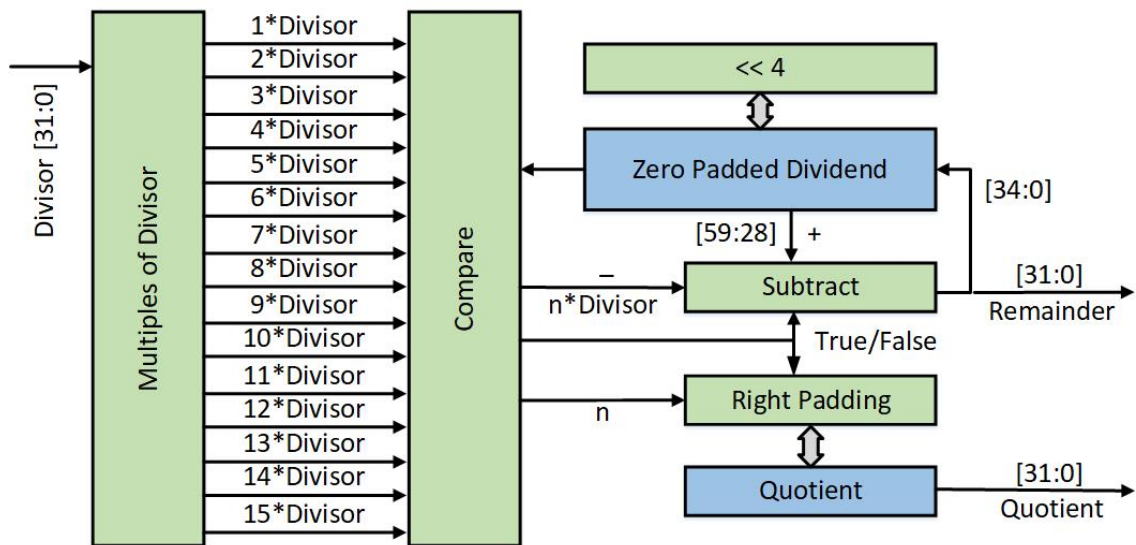 Divisor [31:0]
Multiples of Divisor
1*Divisor
2*Divisor
3*Divisor
4*Divisor
5*Divisor
6*Divisor
7*Divisor
8*Divisor
9*Divisor
10*Divisor
11*Divisor
12*Divisor
13*Divisor
14*Divisor
15*Divisor
Compare
<< 4
Zero Padded Dividend
[34:0]
[59:28] +
–
n*Divisor
Subtract
[31:0]
Remainder
True/False
n
Right Padding
Quotient
[31:0]
Quotient